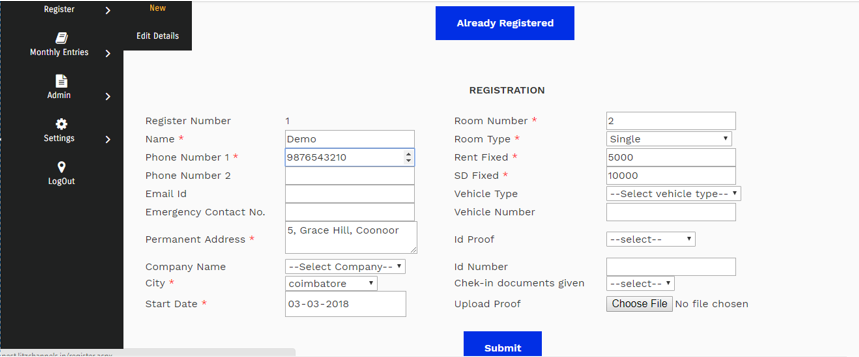 Register
New
Edit Details
Monthly Entries
Admin
Settings
LogOut
Already Registered
REGISTRATION
Register Number 1 Room Number * 2
Name * Demo Room Type * Single
Phone Number 1 * 9876543210 Rent Fixed * 5000
Phone Number 2 SD Fixed * 10000
Email Id Vehicle Type --Select vehicle type--
Emergency Contact No. Vehicle Number
Permanent Address * 5, Grace Hill, Coonoor Id Proof --select--
Company Name --Select Company-- Id Number
City * coimbatore Chek-in documents given --select--
Start Date * 03-03-2018 Upload Proof Choose File No file chosen
Submit